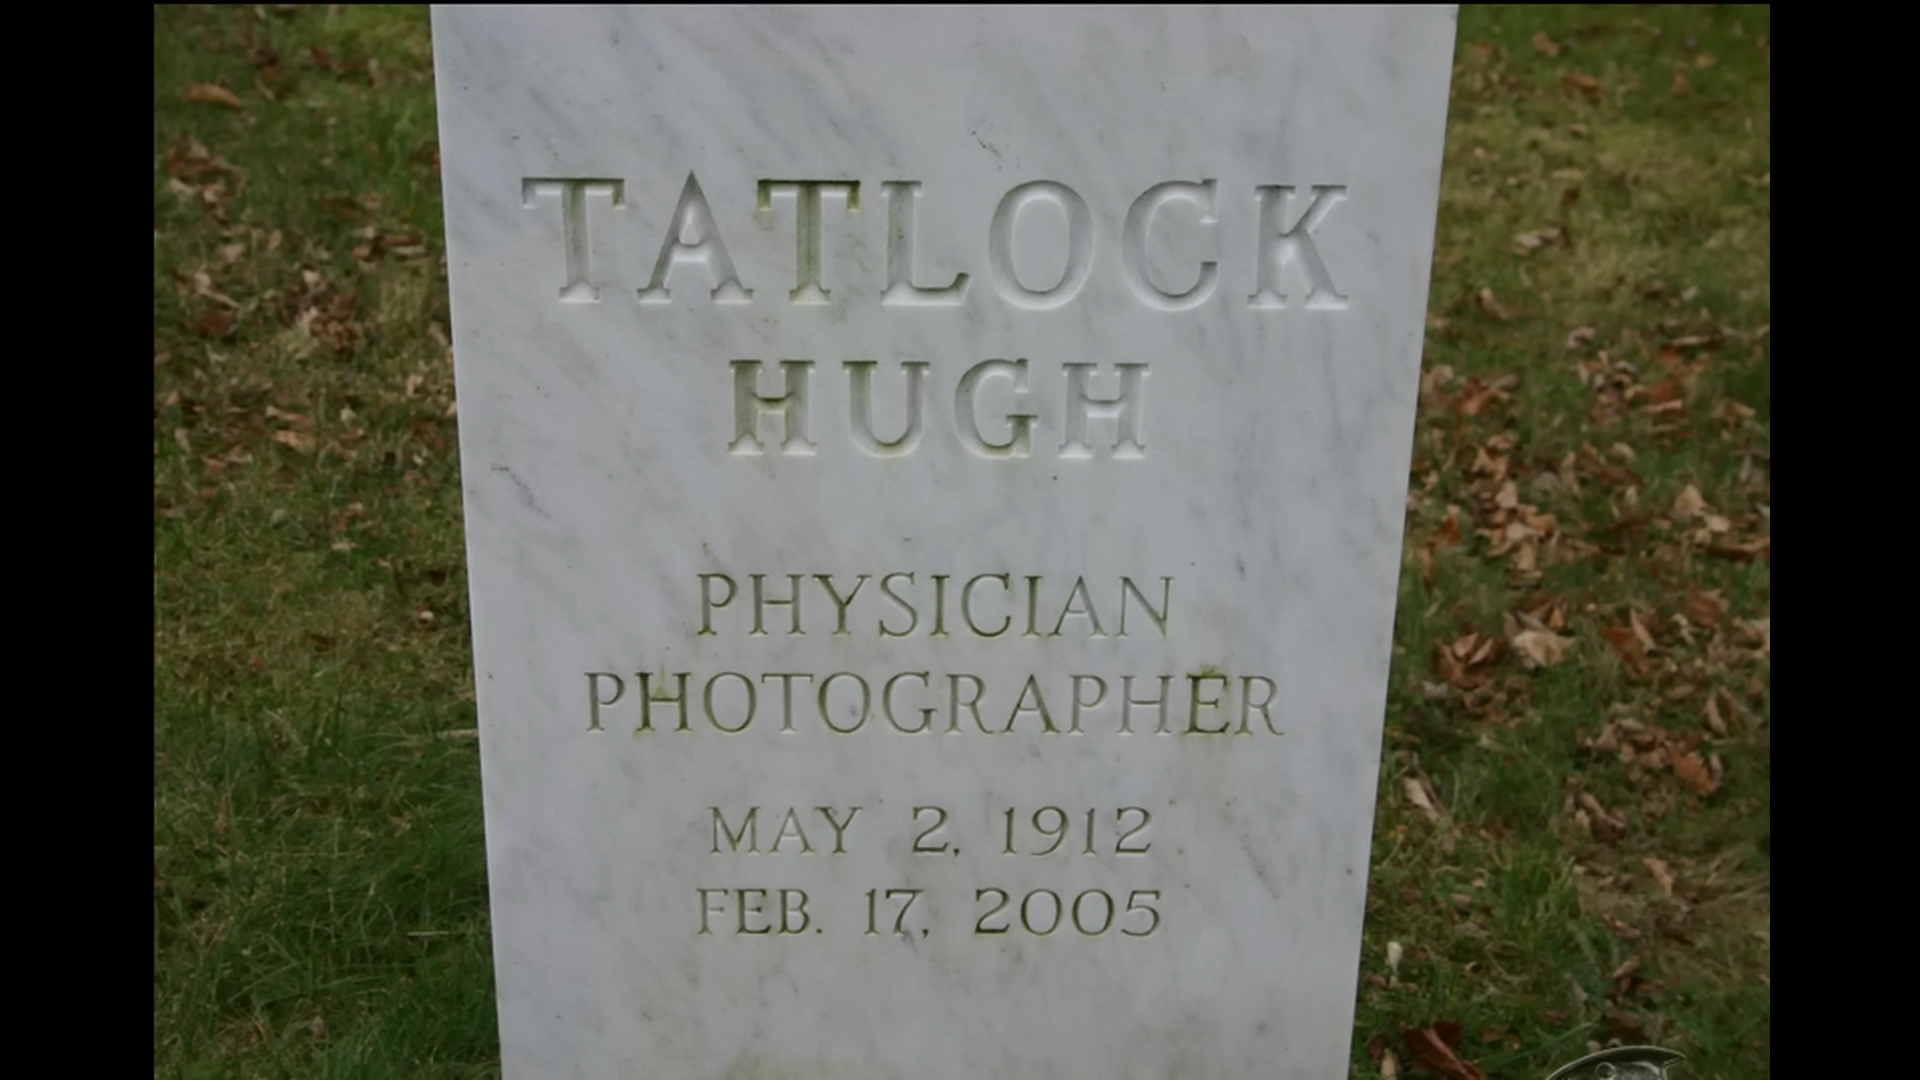 TATLOCK
HUGH
PHYSICIAN
PHOTOGRAPHER
MAY 2, 1912
FEB. 17, 2005